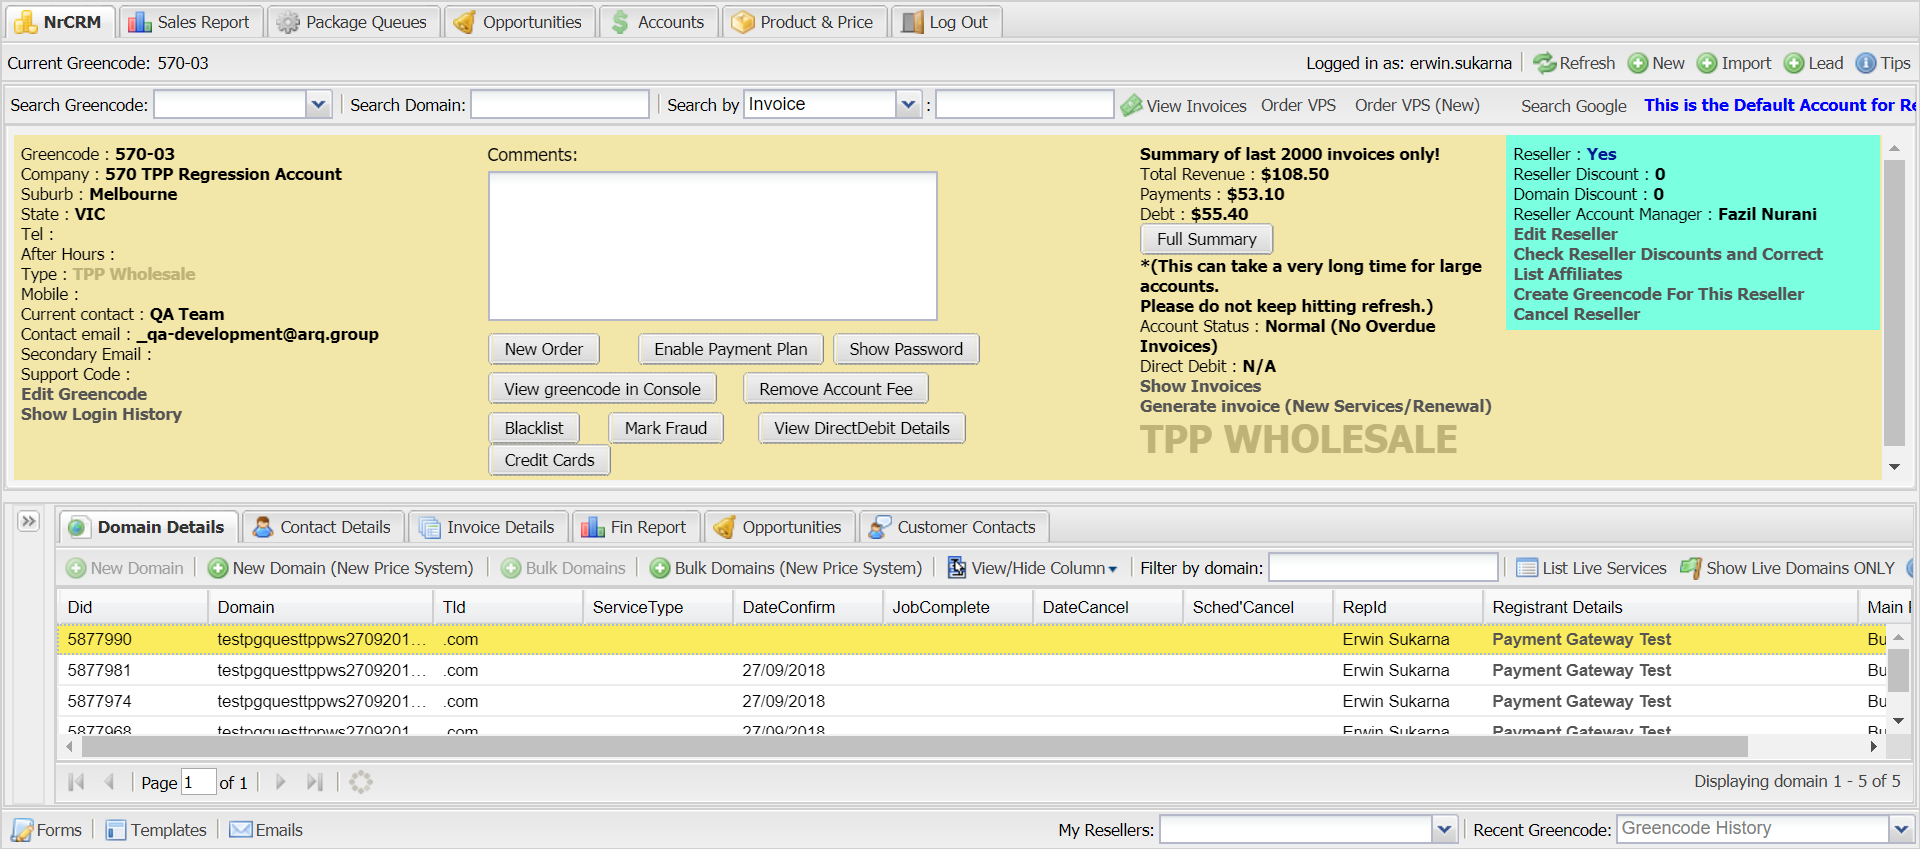 NrCRM Sales Report Package Queues Opportunities Accounts Product & Price Log Out
Current Greencode: 570-03 Logged in as: erwin.sukarna Refresh New Import Lead Tips
Search Greencode: Search Domain: Search by Invoice : View Invoices Order VPS Order VPS (New) Search Google This is the Default Account for Re
Greencode : 570-03
Company : 570 TPP Regression Account
Suburb : Melbourne
State : VIC
Tel :
After Hours :
Type : TPP Wholesale
Mobile :
Current contact : QA Team
Contact email : _qa-development@arq.group
Secondary Email :
Support Code :
Edit Greencode
Show Login History
Comments:
New Order Enable Payment Plan Show Password
View greencode in Console Remove Account Fee
Blacklist Mark Fraud View DirectDebit Details
Credit Cards
Summary of last 2000 invoices only!
Total Revenue : $108.50
Payments : $53.10
Debt : $55.40
Full Summary
*(This can take a very long time for large
accounts.
Please do not keep hitting refresh.)
Account Status : Normal (No Overdue
Invoices)
Direct Debit : N/A
Show Invoices
Generate invoice (New Services/Renewal)
TPP WHOLESALE
Reseller : Yes
Reseller Discount : 0
Domain Discount : 0
Reseller Account Manager : Fazil Nurani
Edit Reseller
Check Reseller Discounts and Correct
List Affiliates
Create Greencode For This Reseller
Cancel Reseller
Domain Details Contact Details Invoice Details Fin Report Opportunities Customer Contacts
New Domain New Domain (New Price System) Bulk Domains Bulk Domains (New Price System) View/Hide Column Filter by domain: List Live Services Show Live Domains ONLY
Did Domain Tld ServiceType DateConfirm JobComplete DateCancel Sched'Cancel RepId Registrant Details Main
5877990 testpgquesttppws2709201... .com Erwin Sukarna Payment Gateway Test Bu
5877981 testpgquesttppws2709201... .com 27/09/2018 Erwin Sukarna Payment Gateway Test Bu
5877974 testpgquesttppws2709201... .com 27/09/2018 Erwin Sukarna Payment Gateway Test Bu
5877968 testpgquesttppws2709201... .com 27/09/2018 Erwin Sukarna Payment Gateway Test Bu
Page 1 of 1 Displaying domain 1 - 5 of 5
Forms Templates Emails My Resellers: Recent Greencode: Greencode History